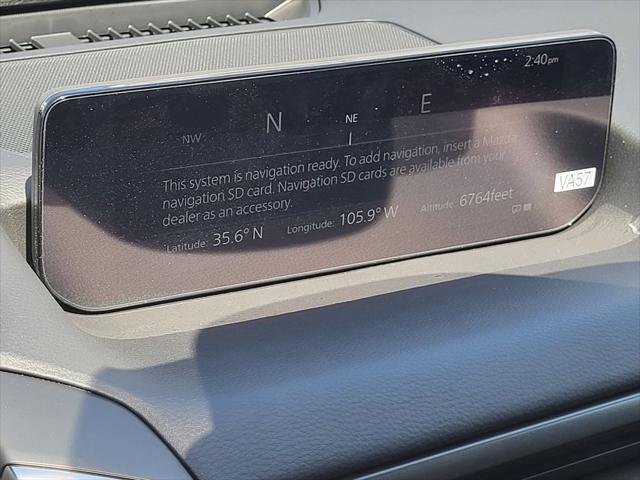 2:40pm
NW N NE E SE
This system is navigation ready. To add navigation, insert a Mazda
navigation SD card. Navigation SD cards are available from your
dealer as an accessory.
VA57
Latitude: 35.6° N Longitude: 105.9° W Altitude: 6764feet